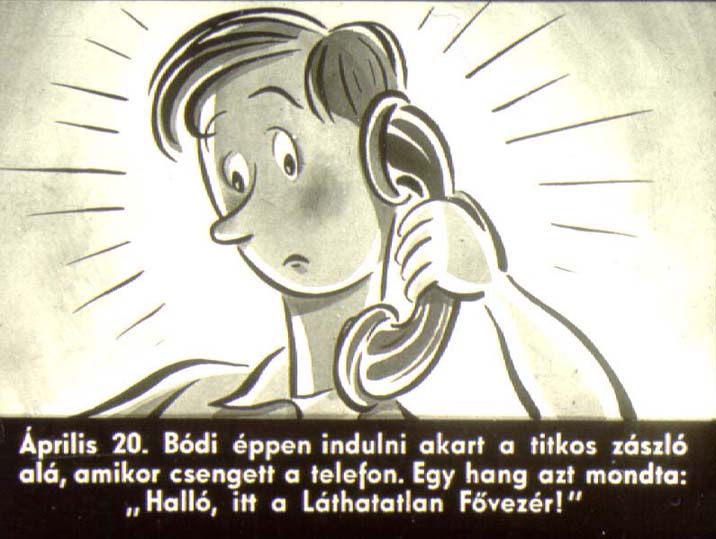 Április 20. Bódi éppen indulni akart a titkos zászló
alá, amikor csengett a telefon. Egy hang azt mondta:
„Halló, itt a Láthatatlan Fővezér!"